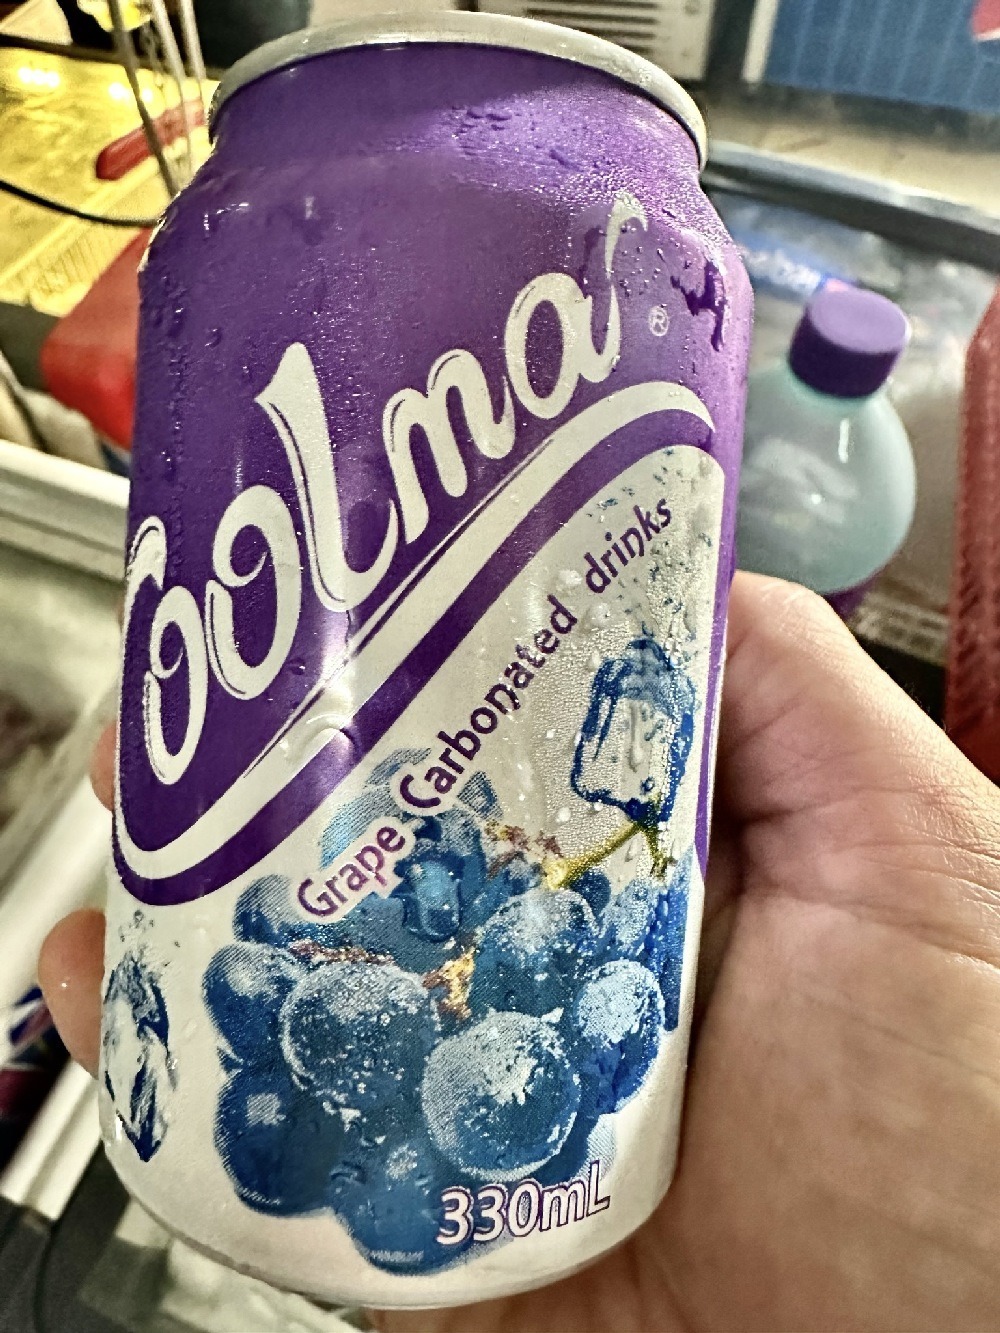 Coolma
®
Grape Carbonated drinks
330mL